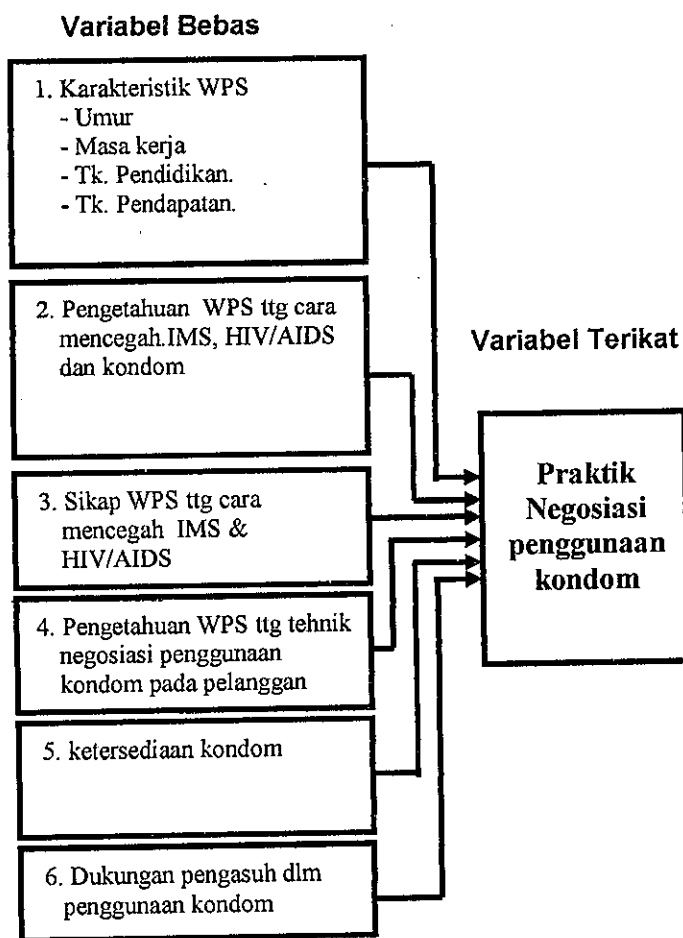 Variabel Bebas
1. Karakteristik WPS
- Umur
- Masa kerja
- Tk. Pendidikan.
- Tk. Pendapatan.
2. Pengetahuan WPS ttg cara
mencegah.IMS, HIV/AIDS
dan kondom
3. Sikap WPS ttg cara
mencegah IMS &
HIV/AIDS
4. Pengetahuan WPS ttg tehnik
negosiasi penggunaan
kondom pada pelanggan
5. ketersediaan kondom
6. Dukungan pengasuh dlm
penggunaan kondom
Variabel Terikat
Praktik
Negosiasi
penggunaan
kondom